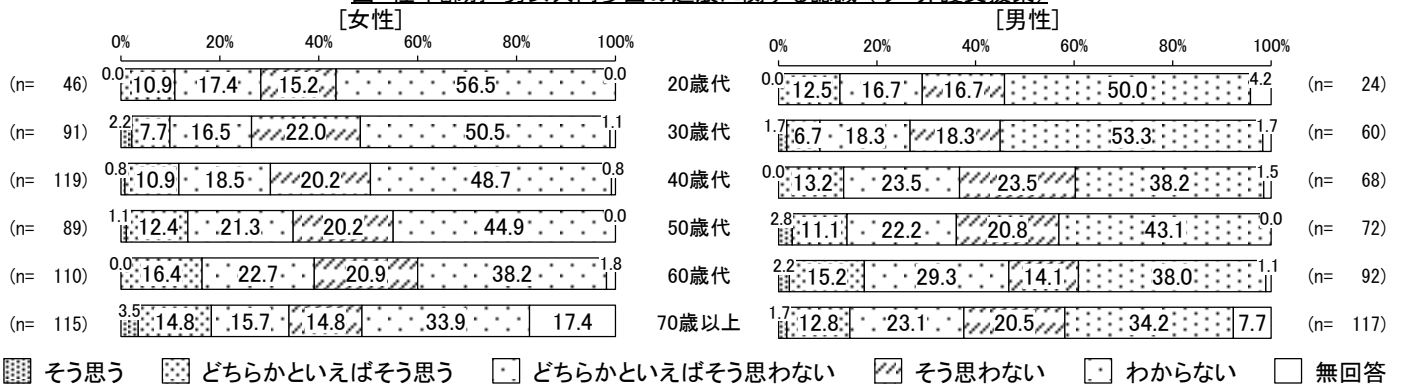 [女性] [男性]
0% 20% 40% 60% 80% 100% 0% 20% 40% 60% 80% 100%
(n= 46) 0.0 10.9 17.4 15.2 56.5 0.0 20歳代 0.0 12.5 16.7 16.7 50.0 4.2 (n= 24)
(n= 91) 2.2 7.7 16.5 22.0 50.5 1.1 30歳代 1.7 6.7 18.3 18.3 53.3 1.7 (n= 60)
(n= 119) 0.8 10.9 18.5 20.2 48.7 0.8 40歳代 0.0 13.2 23.5 23.5 38.2 1.5 (n= 68)
(n= 89) 1.1 12.4 21.3 20.2 44.9 0.0 50歳代 2.8 11.1 22.2 20.8 43.1 0.0 (n= 72)
(n= 110) 0.0 16.4 22.7 20.9 38.2 1.8 60歳代 2.2 15.2 29.3 14.1 38.0 1.1 (n= 92)
(n= 115) 3.5 14.8 15.7 14.8 33.9 17.4 70歳以上 1.7 12.8 23.1 20.5 34.2 7.7 (n= 117)
そう思う どちらかといえばそう思う どちらかといえばそう思わない そう思わない わからない 無回答